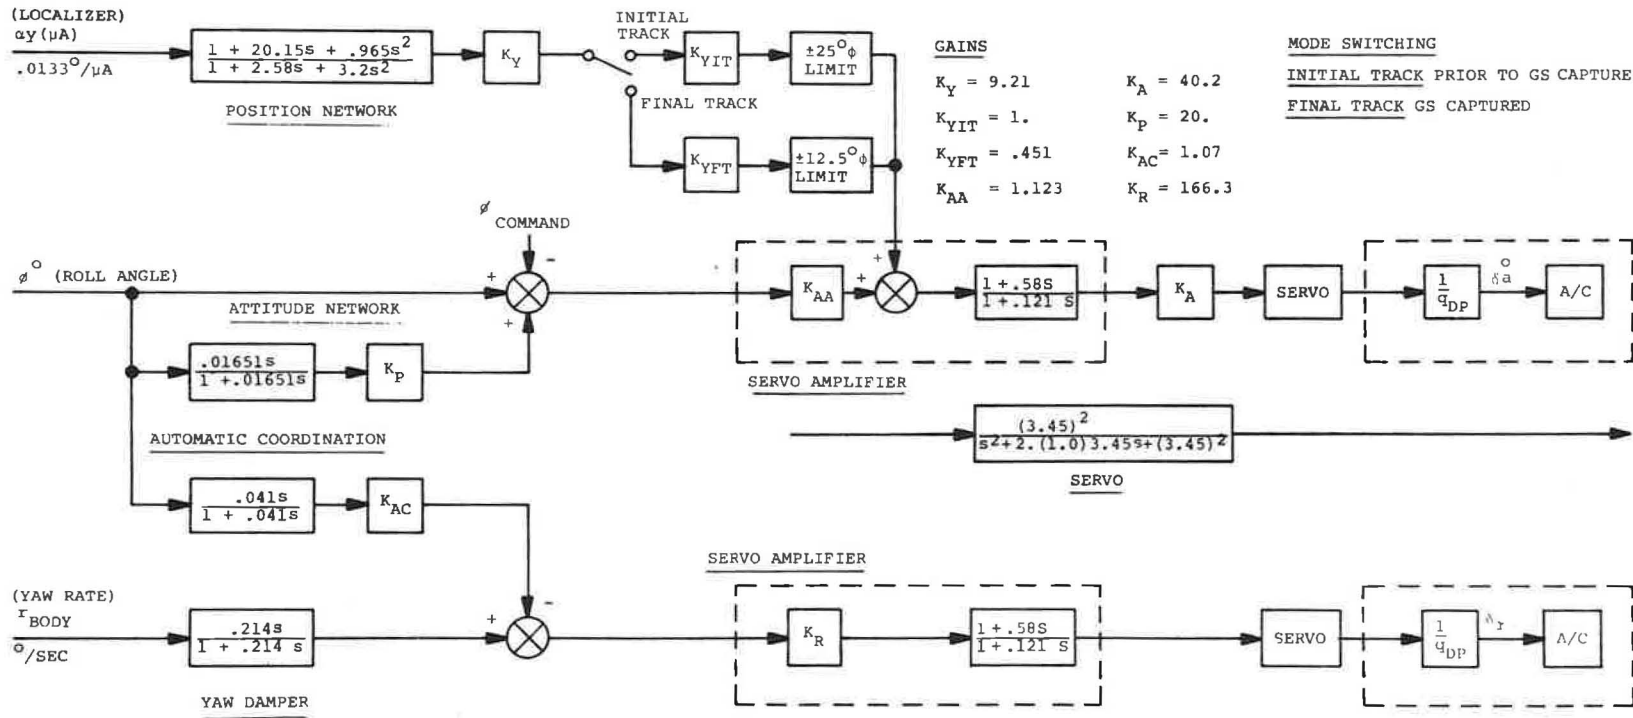 (LOCALIZER)
αy(μA)
.0133°/μA
1 + 20.15s + .965s²
1 + 2.58s + 3.2s²
POSITION NETWORK
K_Y
INITIAL
TRACK
FINAL TRACK
K_YIT
±25°φ
LIMIT
K_YFT
±12.5°φ
LIMIT
GAINS
K_Y = 9.21
K_A = 40.2
K_YIT = 1.
K_P = 20.
K_YFT = .451
K_AC = 1.07
K_AA = 1.123
K_R = 166.3
MODE SWITCHING
INITIAL TRACK PRIOR TO GS CAPTURE
FINAL TRACK GS CAPTURED
ø
COMMAND
-
ø° (ROLL ANGLE)
+
+
ATTITUDE NETWORK
.01651s
1 + .01651s
K_P
K_AA
+
+
1 + .58S
1 + .121 S
K_A
SERVO
1
q_DP
δa°
A/C
SERVO AMPLIFIER
(3.45)²
s²+2.(1.0)3.45s+(3.45)²
SERVO
AUTOMATIC COORDINATION
.041s
1 + .041s
K_AC
-
(YAW RATE)
r_BODY
°/SEC
.214s
1 + .214 s
YAW DAMPER
+
SERVO AMPLIFIER
K_R
1 + .58S
1 + .121 S
SERVO
1
q_DP
δ_r
A/C